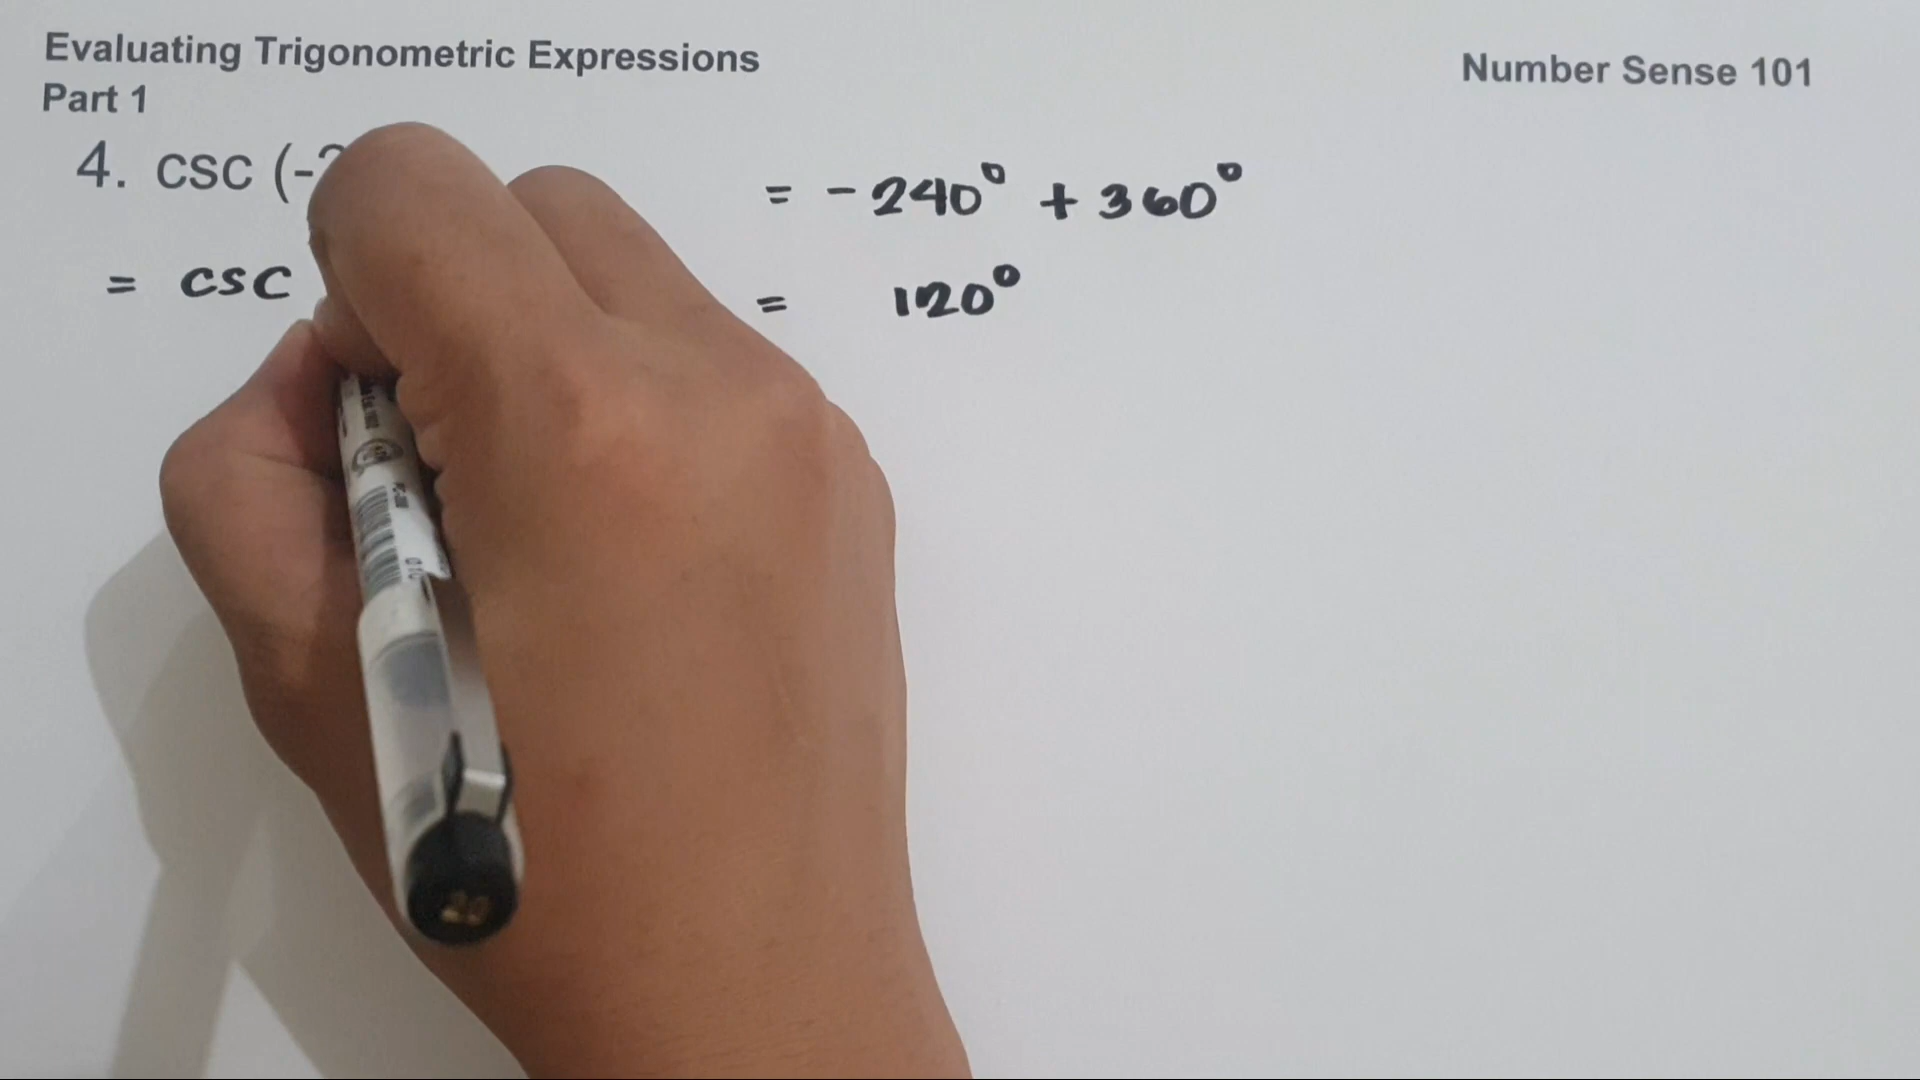 Evaluating Trigonometric Expressions
Number Sense 101
Part 1
4. csc (-
= - 240° + 360°
= csc
= 120°